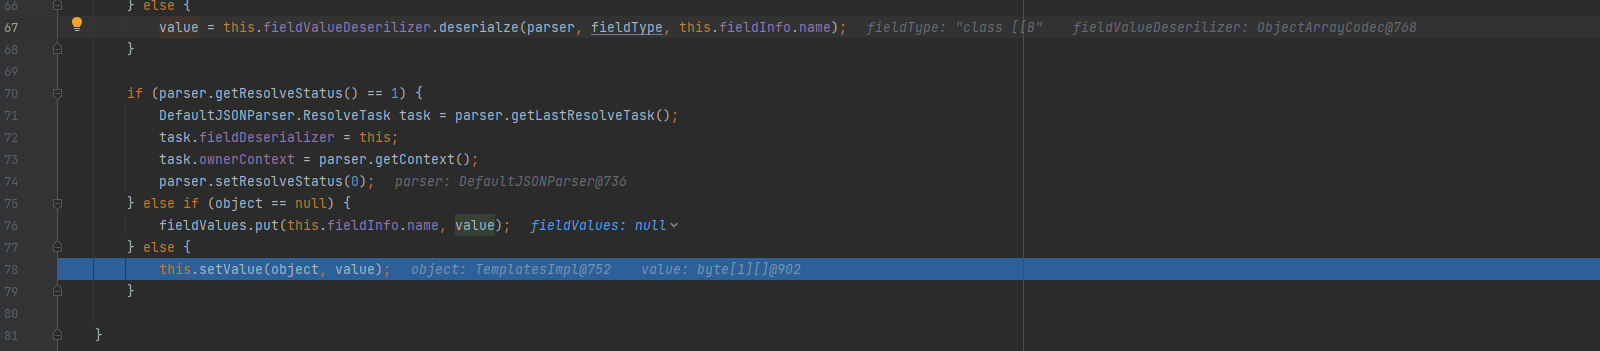 66 } else {
67 value = this.fieldValueDeserilizer.deserialze(parser, fieldType, this.fieldInfo.name); fieldType: "class [[B" fieldValueDeserilizer: ObjectArrayCodec@768
68 }
69
70 if (parser.getResolveStatus() == 1) {
71 DefaultJSONParser.ResolveTask task = parser.getLastResolveTask();
72 task.fieldDeserializer = this;
73 task.ownerContext = parser.getContext();
74 parser.setResolveStatus(0); parser: DefaultJSONParser@736
75 } else if (object == null) {
76 fieldValues.put(this.fieldInfo.name, value); fieldValues: null
77 } else {
78 this.setValue(object, value); object: TemplatesImpl@752 value: byte[1][]@902
79 }
80
81 }